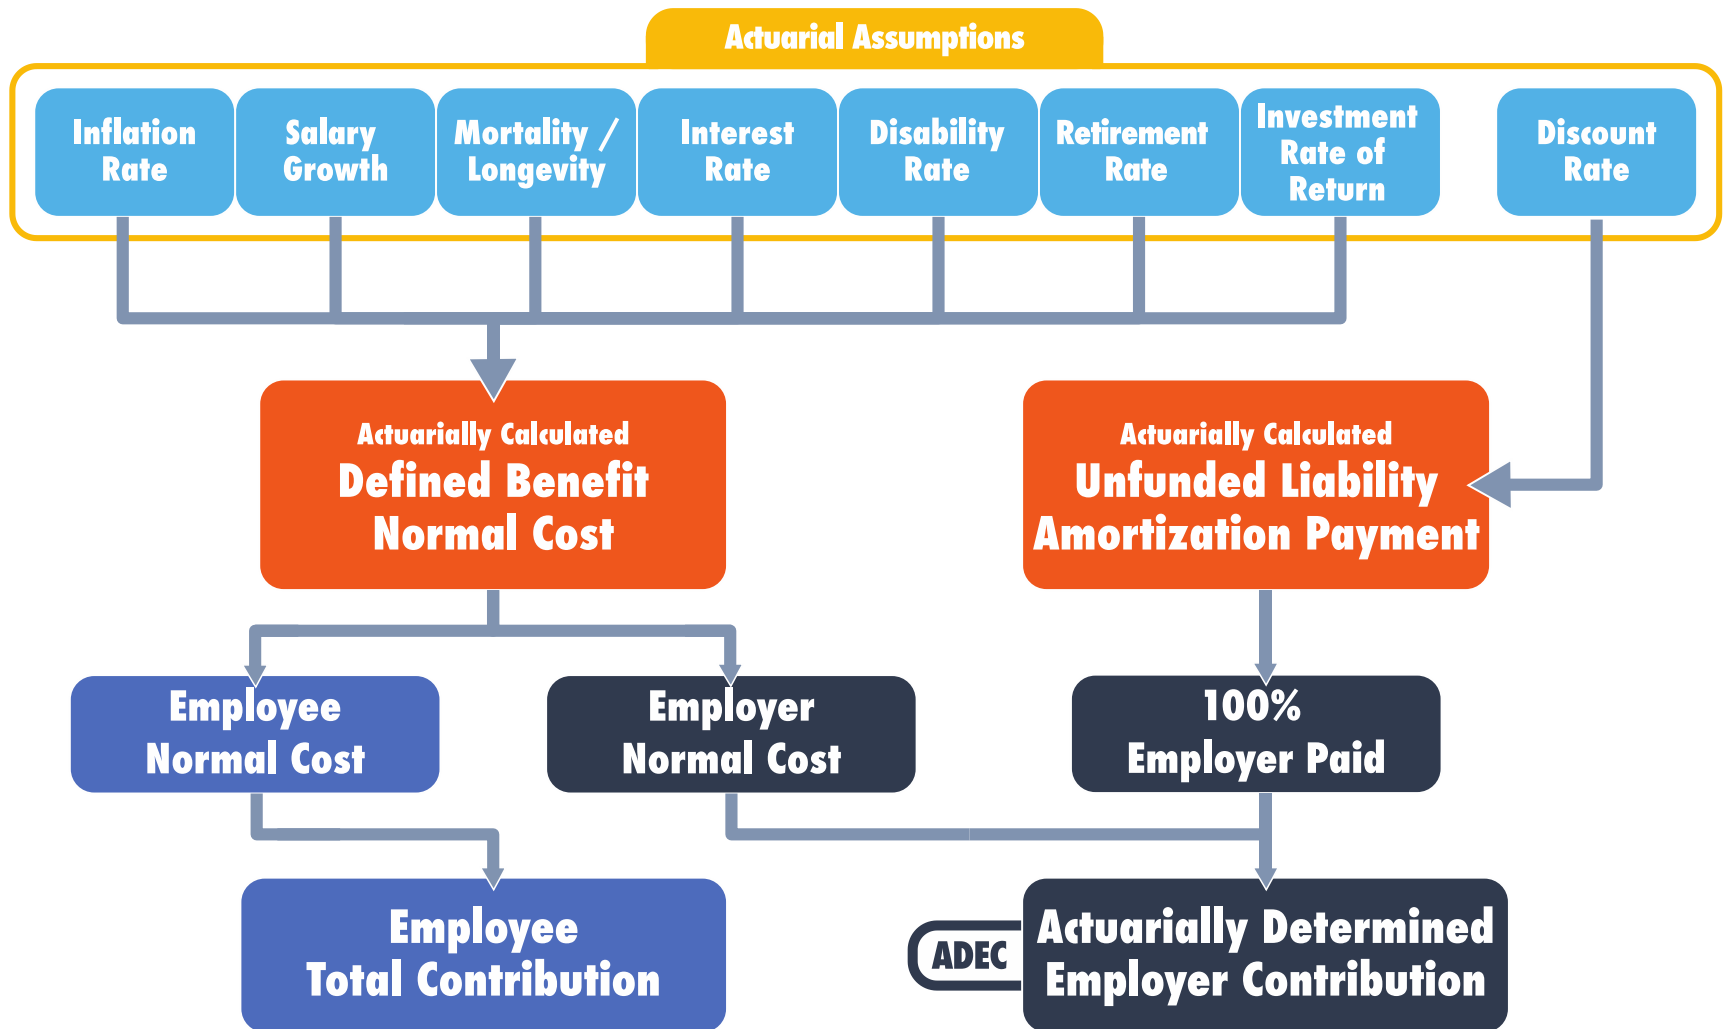 Actuarial Assumptions
Inflation
Rate
Salary
Growth
Mortality /
Longevity
Interest
Rate
Disability
Rate
Retirement
Rate
Investment
Rate of
Return
Discount
Rate
Actuarially Calculated
Defined Benefit
Normal Cost
Actuarially Calculated
Unfunded Liability
Amortization Payment
Employee
Normal Cost
Employer
Normal Cost
100%
Employer Paid
Employee
Total Contribution
ADEC
Actuarially Determined
Employer Contribution